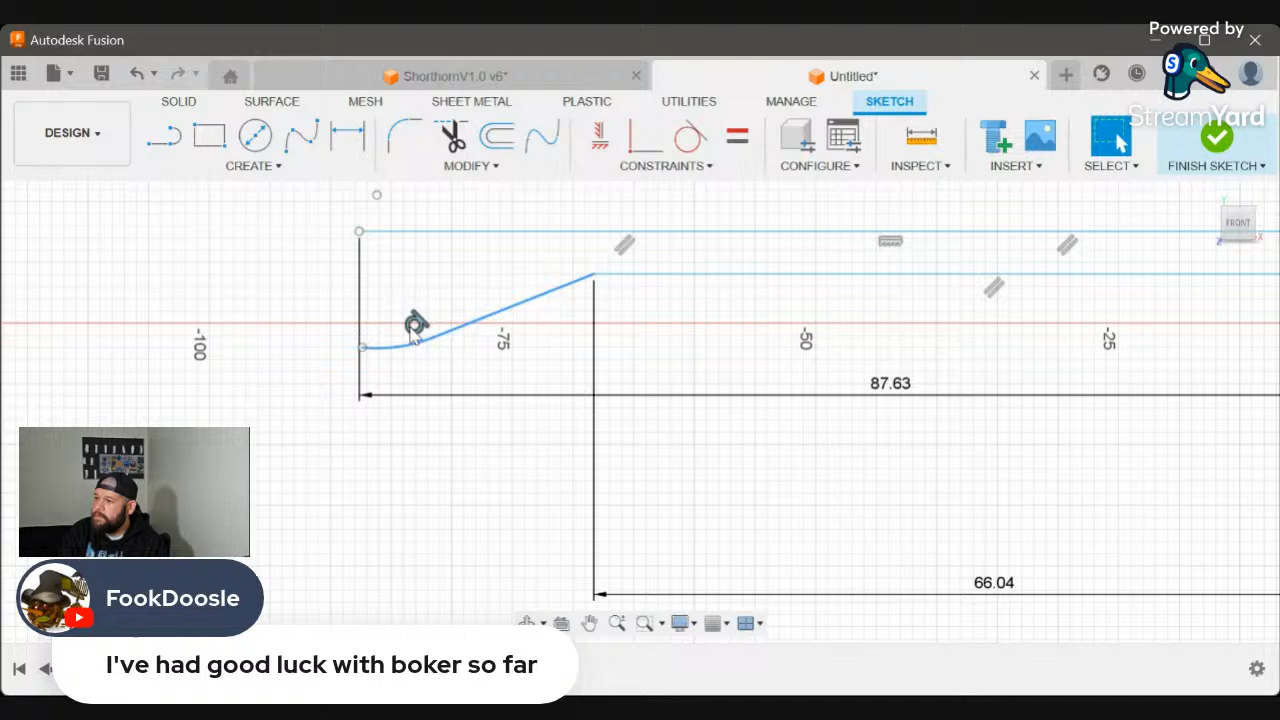 Powered by
StreamYard
Autodesk Fusion
ShorthornV1.0 v6*
Untitled*
SOLID SURFACE MESH SHEET METAL PLASTIC UTILITIES MANAGE SKETCH
DESIGN
CREATE MODIFY CONSTRAINTS CONFIGURE INSPECT INSERT SELECT FINISH SKETCH
FRONT
-100
-75
-50
-25
87.63
66.04
FookDoosle
I've had good luck with boker so far